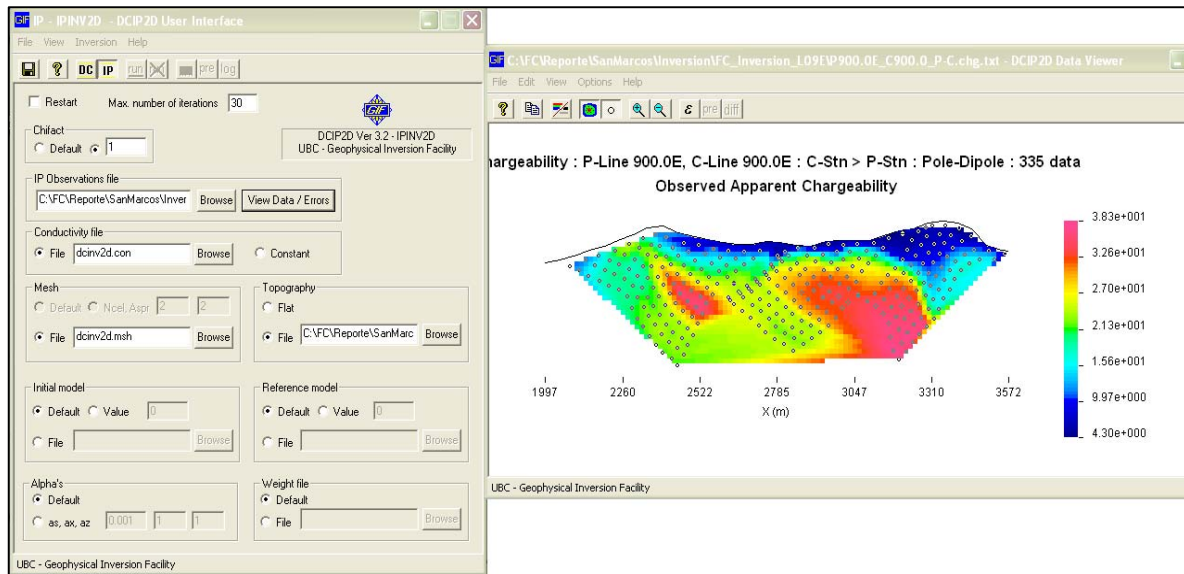 GIF IP - IPINV2D - DCIP2D User Interface
File View Inversion Help
DC IP run pre log
Restart Max. number of iterations 30
GIF
Chifact
Default 1
DCIP2D Ver 3.2 - IPINV2D
UBC - Geophysical Inversion Facility
IP Observations file
C:\FC\Reporte\SanMarcos\Inver Browse View Data / Errors
Conductivity file
File dcinv2d.con Browse Constant
Mesh
Default Ncel, Aspr 2 2
File dcinv2d.msh Browse
Topography
Flat
File C:\FC\Reporte\SanMarc Browse
Initial model
Default Value 0
File Browse
Reference model
Default Value 0
File Browse
Alpha's
Default
as, ax, az 0.001 1 1
Weight file
Default
File Browse
UBC - Geophysical Inversion Facility
GIF C:\FC\Reporte\SanMarcos\Inversion\FC_Inversion_L09E\P900.0E_C900.0_P-C.chg.txt - DCIP2D Data Viewer
File Edit View Options Help
ε pre diff
hargeability : P-Line 900.0E, C-Line 900.0E : C-Stn > P-Stn : Pole-Dipole : 335 data
Observed Apparent Chargeability
3.83e+001
3.26e+001
2.70e+001
2.13e+001
1.56e+001
9.97e+000
4.30e+000
1997 2260 2522 2785 3047 3310 3572
X (m)
UBC - Geophysical Inversion Facility